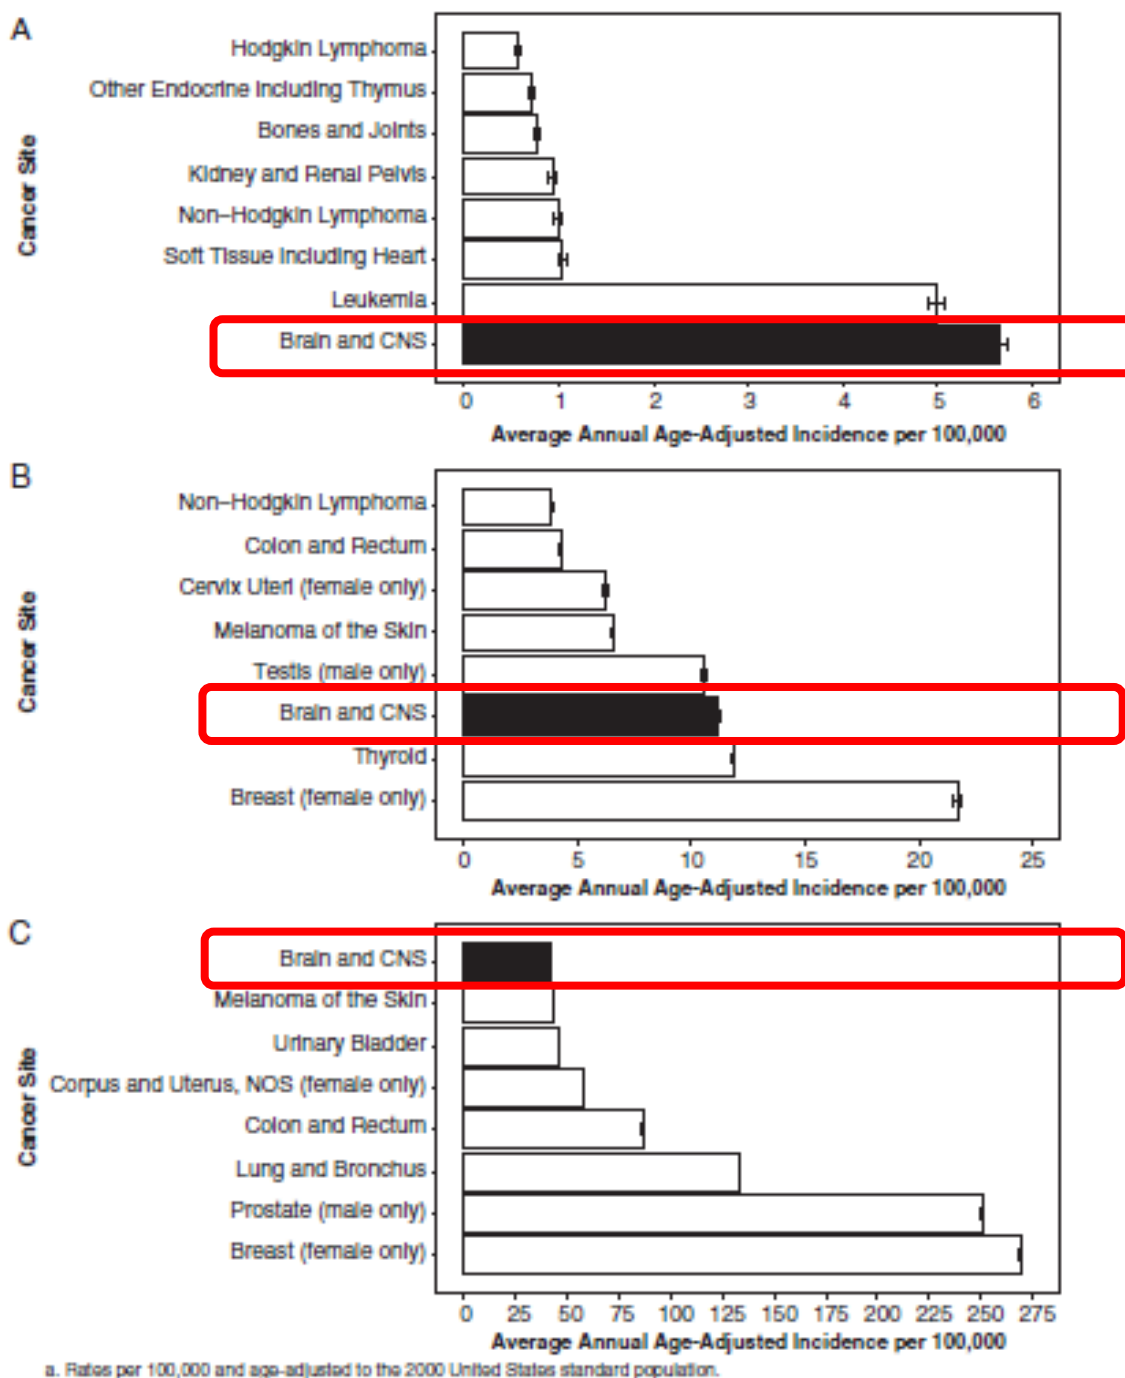 A
Cancer Site
Hodgkin Lymphoma
Other Endocrine Including Thymus
Bones and Joints
Kidney and Renal Pelvis
Non–Hodgkin Lymphoma
Soft Tissue Including Heart
Leukemia
Brain and CNS
0 1 2 3 4 5 6
Average Annual Age-Adjusted Incidence per 100,000
B
Cancer Site
Non–Hodgkin Lymphoma
Colon and Rectum
Cervix Uteri (female only)
Melanoma of the Skin
Testis (male only)
Brain and CNS
Thyroid
Breast (female only)
0 5 10 15 20 25
Average Annual Age-Adjusted Incidence per 100,000
C
Cancer Site
Brain and CNS
Melanoma of the Skin
Urinary Bladder
Corpus and Uterus, NOS (female only)
Colon and Rectum
Lung and Bronchus
Prostate (male only)
Breast (female only)
0 25 50 75 100 125 150 175 200 225 250 275
Average Annual Age-Adjusted Incidence per 100,000
a. Rates per 100,000 and age-adjusted to the 2000 United States standard population.